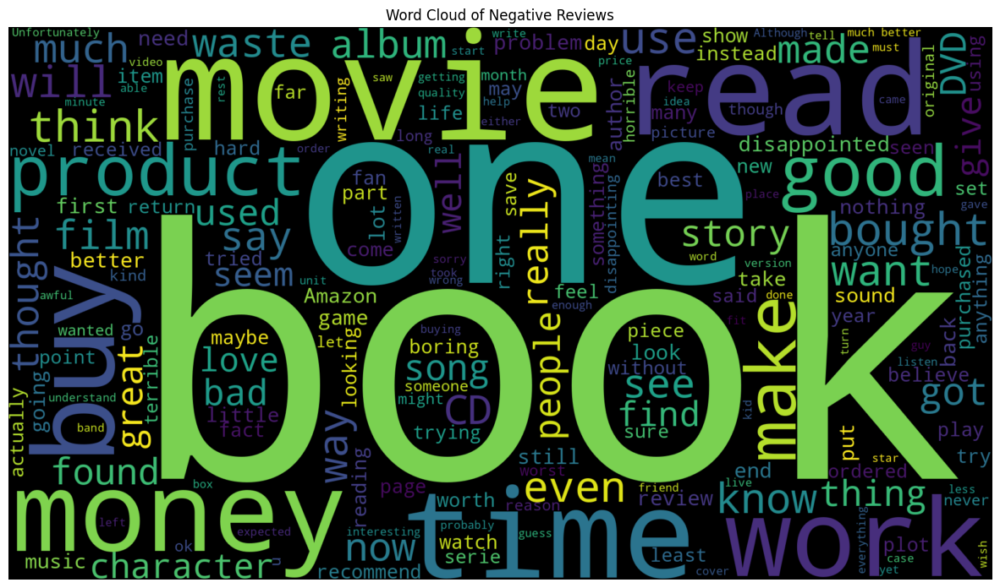 Word Cloud of Negative Reviews
Unfortunately
much
need
waste
album
write
start
problem
day
use
show
Although
tell
much better
must
made
DVD
using
will
video
item
able
movie
far
saw
getting
quality
month
help
price
instead
keep
read
original
minute
purchase
rest
writing
life
may
idea
either
two
author
horrible
many
though
came
give
think
long
picture
novel
received
hard
order
real
mean
disappointed
seen
product
one
fan
part
lot
written
well
save
something
disappointing
best
place
new
good
set
gave
first
return
used
come
right
nothing
film
say
story
bought
better
tried
seem
sorry
took
wrong
word
version
anyone
hope
want
kind
unit
Amazon
feel
take
purchased
anything
thought
awful
buy
wanted
go
game
let
looking
enough
said
done
sound
year
back
book
buying
people
really
fit
make
great
terrible
maybe
love
boring
song
piece
look
without
see
turn
guy
listen
believe
point
going
understand
bad
someone
might
CD
find
kid
got
actually
band
little
fact
trying
sure
put
play
way
star
found
still
end
ordered
try
box
reading
page
worst
reason
even
friend
review
live
know
thing
less
never
money
time
worth
work
left
expected
interesting
probably
guess
now
watch
serie
least
everything
plot
case
yet
wish
music
character
ok
u
recommend
cover